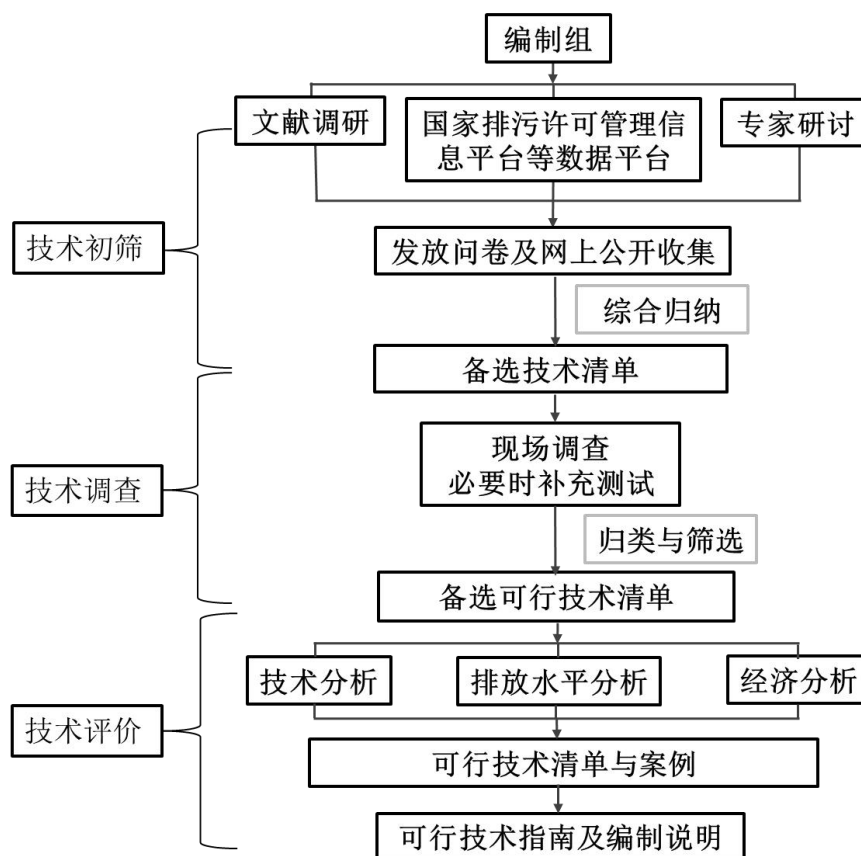 编制组
文献调研
国家排污许可管理信
息平台等数据平台
专家研讨
技术初筛
发放问卷及网上公开收集
综合归纳
备选技术清单
现场调查
必要时补充测试
技术调查
归类与筛选
备选可行技术清单
技术分析
排放水平分析
经济分析
技术评价
可行技术清单与案例
可行技术指南及编制说明